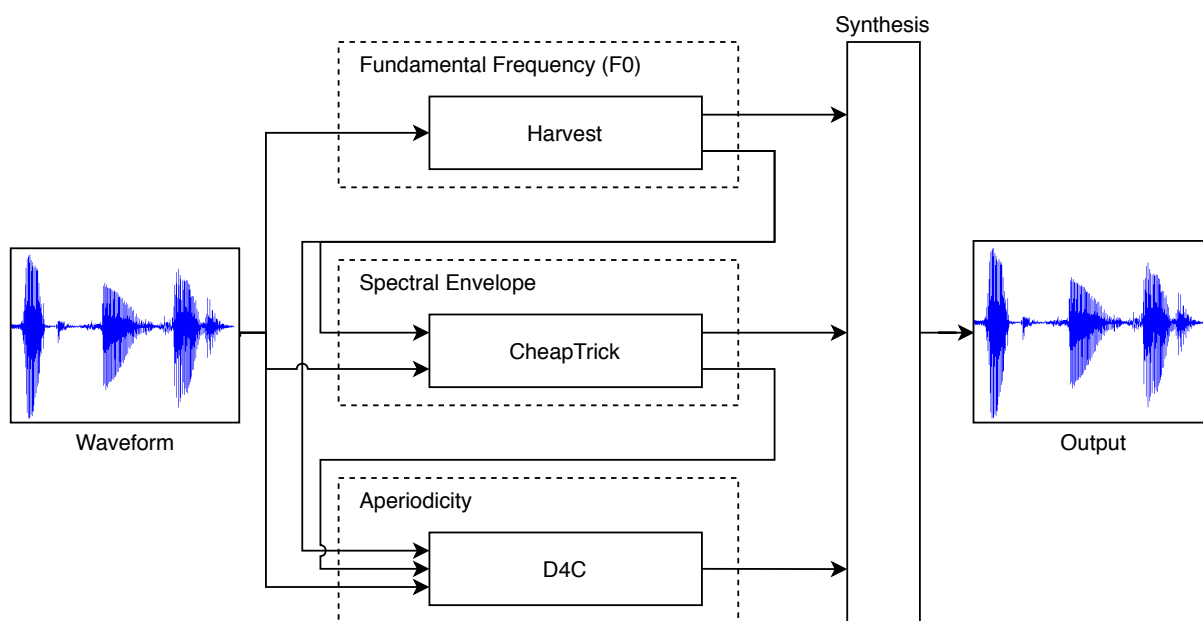 Synthesis
Fundamental Frequency (F0)
Harvest
Spectral Envelope
CheapTrick
Waveform
Output
Aperiodicity
D4C